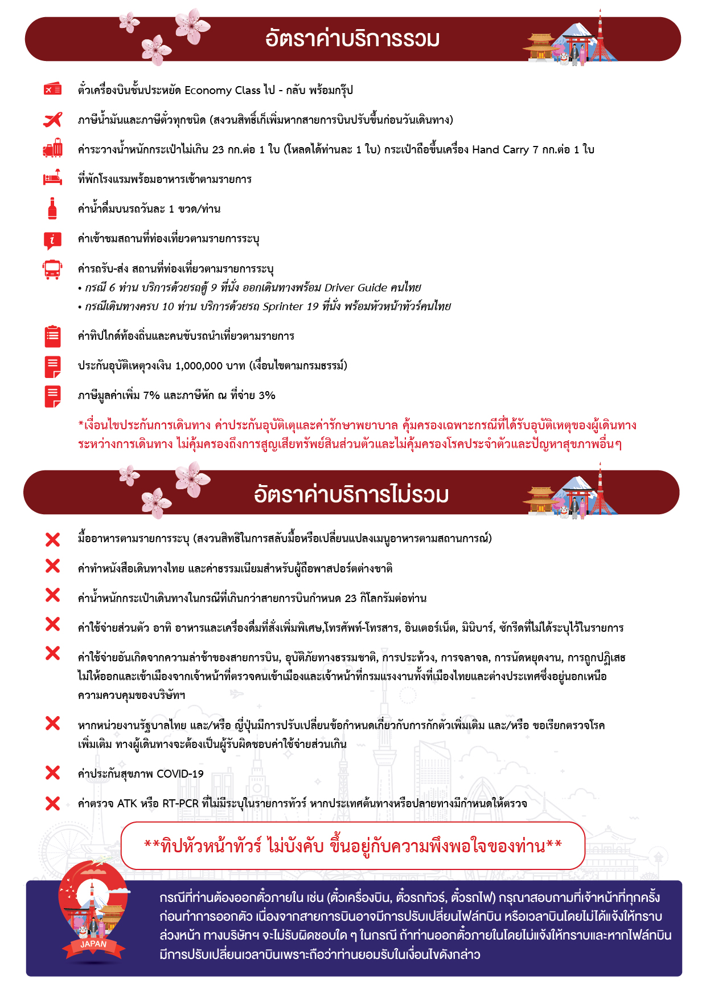 อัตราค่าบริการรวม
ตั๋วเครื่องบินชั้นประหยัด Economy Class ไป - กลับ พร้อมกรุ๊ป
ภาษีน้ำมันและภาษีตั๋วทุกชนิด (สงวนสิทธิ์เก็เพิ่มหากสายการบินปรับขึ้นก่อนวันเดินทาง)
ค่าระวางน้ำหนักกระเป๋าไม่เกิน 23 กก.ต่อ 1 ใบ (โหลดได้ท่านละ 1 ใบ) กระเป๋าถือขึ้นเครื่อง Hand Carry 7 กก.ต่อ 1 ใบ
ที่พักโรงแรมพร้อมอาหารเช้าตามรายการ
ค่าน้ำดื่มบนรถวันละ 1 ขวด/ท่าน
ค่าเข้าชมสถานที่ท่องเที่ยวตามรายการระบุ
ค่ารถรับ-ส่ง สถานที่ท่องเที่ยวตามรายการระบุ
• กรณี 6 ท่าน บริการด้วยรถตู้ 9 ที่นั่ง ออกเดินทางพร้อม Driver Guide คนไทย
• กรณีเดินทางครบ 10 ท่าน บริการด้วยรถ Sprinter 19 ที่นั่ง พร้อมหัวหน้าทัวร์คนไทย
ค่าทิปไกด์ท้องถิ่นและคนขับรถนำเที่ยวตามรายการ
ประกันอุบัติเหตุวงเงิน 1,000,000 บาท (เงื่อนไขตามกรมธรรม์)
ภาษีมูลค่าเพิ่ม 7% และภาษีหัก ณ ที่จ่าย 3%
*เงื่อนไขประกันการเดินทาง ค่าประกันอุบัติเตุและค่ารักษาพยาบาล คุ้มครองเฉพาะกรณีที่ได้รับอุบัติเหตุของผู้เดินทาง
ระหว่างการเดินทาง ไม่คุ้มครองถึงการสูญเสียทรัพย์สินส่วนตัวและไม่คุ้มครองโรคประจำตัวและปัญหาสุขภาพอื่นๆ
อัตราค่าบริการไม่รวม
มื้ออาหารตามรายการระบุ (สงวนสิทธิในการสลับมื้อหรือเปลี่ยนแปลงเมนูอาหารตามสถานการณ์)
ค่าทำหนังสือเดินทางไทย และค่าธรรมเนียมสำหรับผู้ถือพาสปอร์ตต่างชาติ
ค่าน้ำหนักกระเป๋าเดินทางในกรณีที่เกินกว่าสายการบินกำหนด 23 กิโลกรัมต่อท่าน
ค่าใช้จ่ายส่วนตัว อาทิ อาหารและเครื่องดื่มที่สั่งเพิ่มพิเศษ,โทรศัพท์-โทรสาร, อินเตอร์เน็ต, มินิบาร์, ซักรีดที่ไม่ได้ระบุไว้ในรายการ
ค่าใช้จ่ายอันเกิดจากความล่าช้าของสายการบิน, อุบัติภัยทางธรรมชาติ, การประท้วง, การจลาจล, การนัดหยุดงาน, การถูกปฏิเสธ
ไม่ให้ออกและเข้าเมืองจากเจ้าหน้าที่ตรวจคนเข้าเมืองและเจ้าหน้าที่กรมแรงงานทั้งที่เมืองไทยและต่างประเทศซึ่งอยู่นอกเหนือ
ความควบคุมของบริษัทฯ
หากหน่วยงานรัฐบาลไทย และ/หรือ ญี่ปุ่นมีการปรับเปลี่ยนข้อกำหนดเกี่ยวกับการกักตัวเพิ่มเติม และ/หรือ ขอเรียกตรวจโรค
เพิ่มเติม ทางผู้เดินทางจะต้องเป็นผู้รับผิดชอบค่าใช้จ่ายส่วนเกิน
ค่าประกันสุขภาพ COVID-19
ค่าตรวจ ATK หรือ RT-PCR ที่ไม่มีระบุในรายการทัวร์ หากประเทศต้นทางหรือปลายทางมีกำหนดให้ตรวจ
**ทิปหัวหน้าทัวร์ ไม่บังคับ ขึ้นอยู่กับความพึงพอใจของท่าน**
กรณีที่ท่านต้องออกตั๋วภายใน เช่น (ตั๋วเครื่องบิน, ตั๋วรถทัวร์, ตั๋วรถไฟ) กรุณาสอบถามที่เจ้าหน้าที่ทุกครั้ง
ก่อนทำการออกตัว เนื่องจากสายการบินอาจมีการปรับเปลี่ยนไฟล์ทบิน หรือเวลาบินโดยไม่ได้แจ้งให้ทราบ
ล่วงหน้า ทางบริษัทฯ จะไม่รับผิดชอบใด ๆ ในกรณี ถ้าท่านออกตั๋วภายในโดยไม่แจ้งให้ทราบและหากไฟล์ทบิน
มีการปรับเปลี่ยนเวลาบินเพราะถือว่าท่านยอมรับในเงื่อนไขดังกล่าว
JAPAN